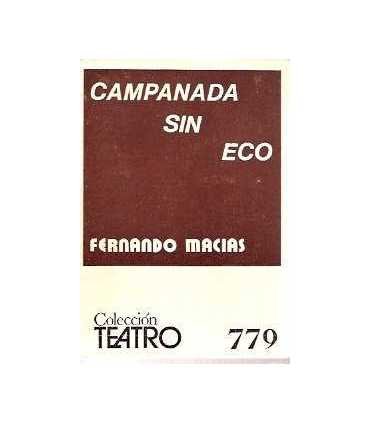 CAMPANADA
SIN
ECO
FERNANDO MACIAS
Colección
TEATRO
779